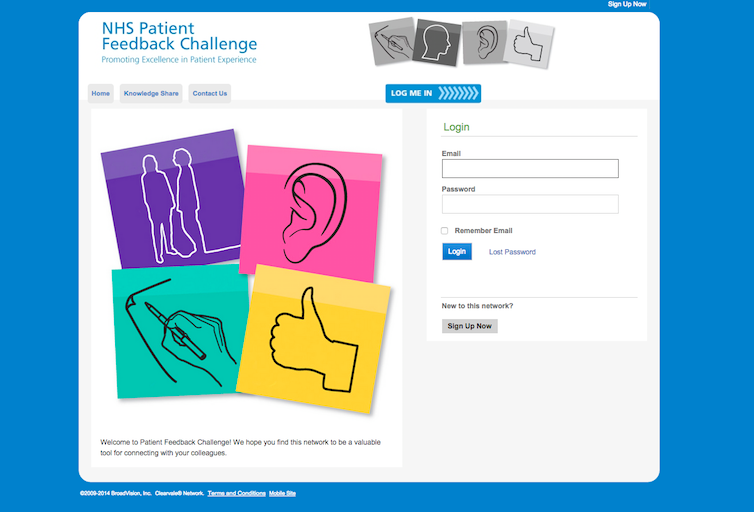 Sign Up Now
NHS Patient
Feedback Challenge
Promoting Excellence in Patient Experience
Home
Knowledge Share
Contact Us
LOG ME IN
Login
Email
Password
Remember Email
Login
Lost Password
New to this network?
Sign Up Now
Welcome to Patient Feedback Challenge! We hope you find this network to be a valuable
tool for connecting with your colleagues.
©2009-2014 BroadVision, Inc. Clearvale® Network. Terms and Conditions Mobile Site